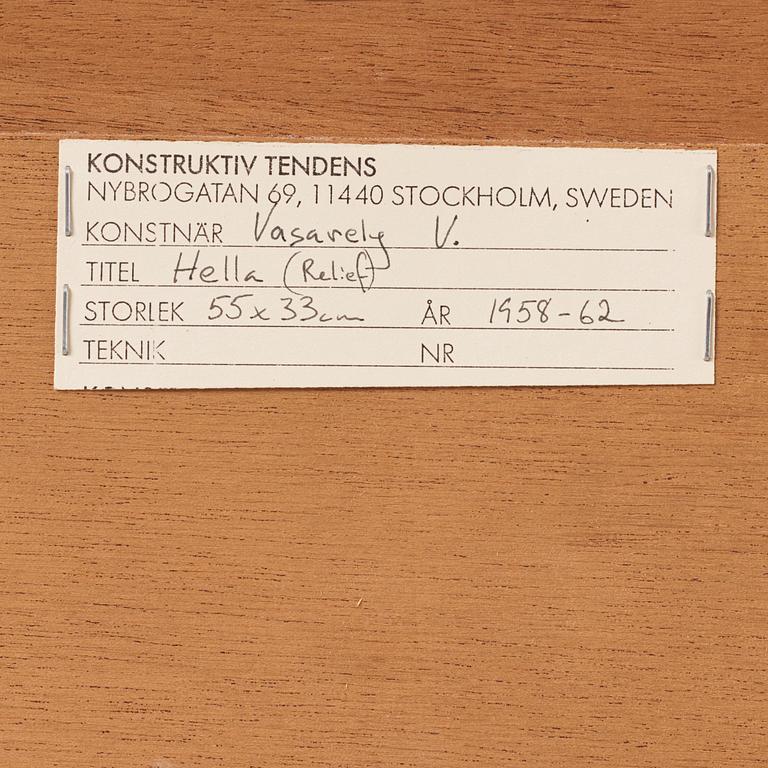 KONSTRUKTIV TENDENS
NYBROGATAN 69, 11440 STOCKHOLM, SWEDEN
KONSTNÄR Vasarely V.
TITEL Hella (Relief)
STORLEK 55x33cm ÅR 1958-62
TEKNIK NR